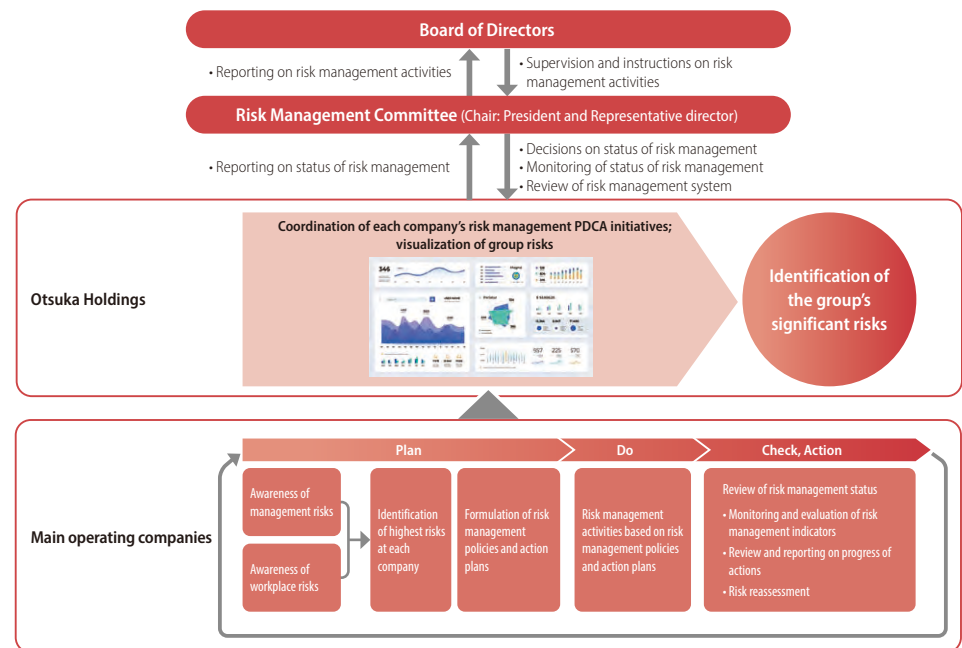 Board of Directors
• Reporting on risk management activities
• Supervision and instructions on risk
management activities
Risk Management Committee (Chair: President and Representative director)
• Reporting on status of risk management
• Decisions on status of risk management
• Monitoring of status of risk management
• Review of risk management system
Otsuka Holdings
Coordination of each company's risk management PDCA initiatives;
visualization of group risks
346
557
225
570
Identification of
the group's
significant risks
Main operating companies
Plan
Do
Check, Action
Awareness of
management risks
Awareness of
workplace risks
Identification
of highest risks
at each
company
Formulation of risk
management
policies and action
plans
Risk management
activities based on risk
management policies
and action plans
Review of risk management status
• Monitoring and evaluation of risk
management indicators
• Review and reporting on progress of
actions
• Risk reassessment